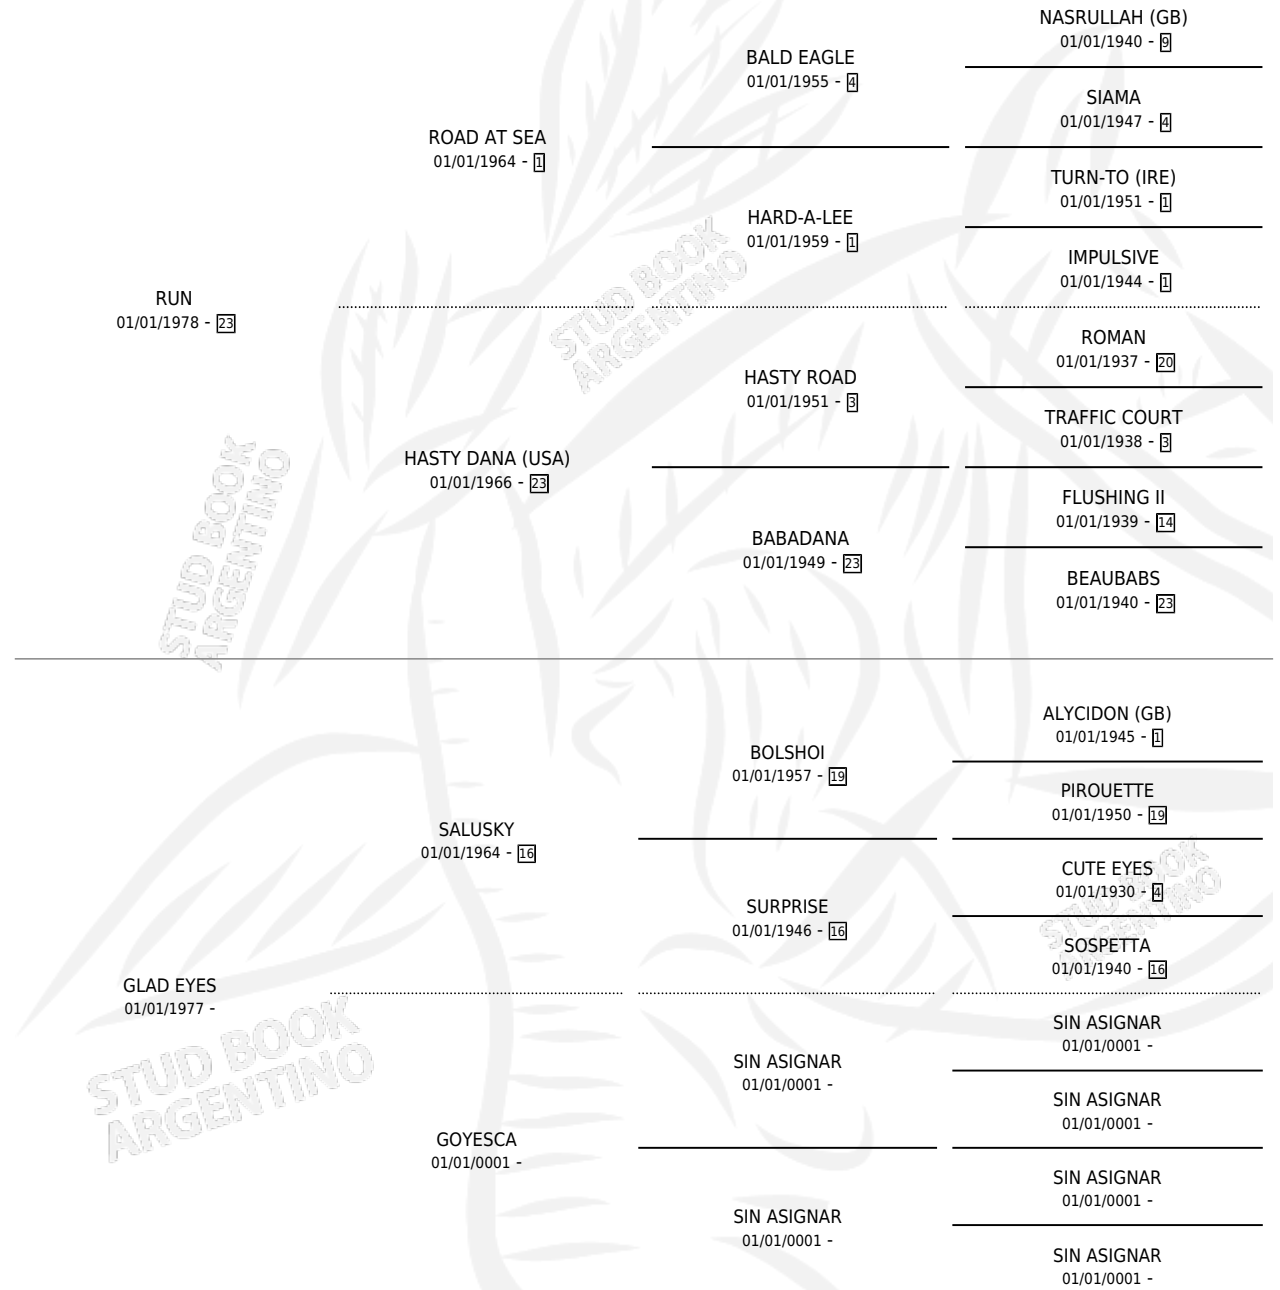 NASRULLAH (GB)
01/01/1940 - 9
BALD EAGLE
01/01/1955 - 4
SIAMA
01/01/1947 - 4
ROAD AT SEA
01/01/1964 - 1
TURN-TO (IRE)
01/01/1951 - 1
HARD-A-LEE
01/01/1959 - 1
IMPULSIVE
01/01/1944 - 1
RUN
01/01/1978 - 23
ROMAN
01/01/1937 - 20
HASTY ROAD
01/01/1951 - 3
TRAFFIC COURT
01/01/1938 - 3
HASTY DANA (USA)
01/01/1966 - 23
FLUSHING II
01/01/1939 - 14
BABADANA
01/01/1949 - 23
BEAUBABS
01/01/1940 - 23
STUD BOOK
ARGENTINO
STUD BOOK
ARGENTINO
ALYCIDON (GB)
01/01/1945 - 1
BOLSHOI
01/01/1957 - 19
PIROUETTE
01/01/1950 - 19
SALUSKY
01/01/1964 - 16
CUTE EYES
01/01/1930 - 4
SURPRISE
01/01/1946 - 16
SOSPETTA
01/01/1940 - 16
GLAD EYES
01/01/1977 -
SIN ASIGNAR
01/01/0001 -
SIN ASIGNAR
01/01/0001 -
SIN ASIGNAR
01/01/0001 -
GOYESCA
01/01/0001 -
SIN ASIGNAR
01/01/0001 -
SIN ASIGNAR
01/01/0001 -
SIN ASIGNAR
01/01/0001 -
STUD BOOK
ARGENTINO
STUD BOOK
ARGENTINO